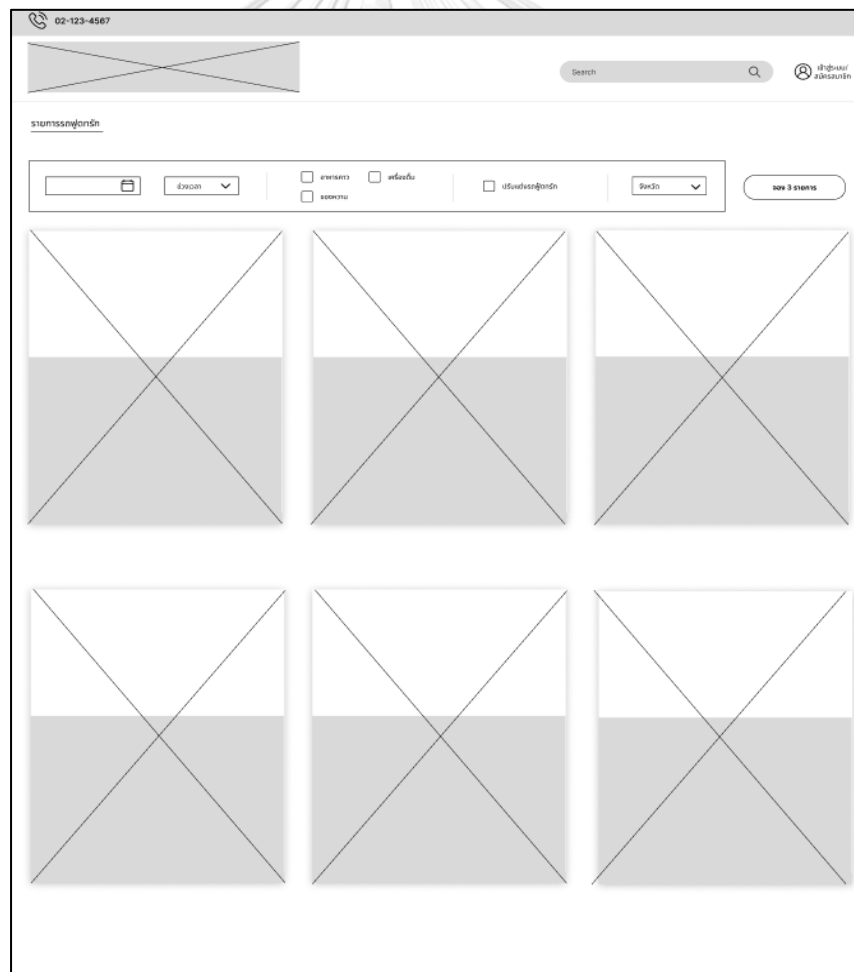 02-123-4567
Search
เข้าสู่ระบบ/
สมัครสมาชิก
รายการรถฟู้ดทรัก
ช่วงเวลา
อาหารคาว
เครื่องดื่ม
ของหวาน
ปรับแต่งรถฟู้ดทรัก
จังหวัด
จอง 3 รายการ